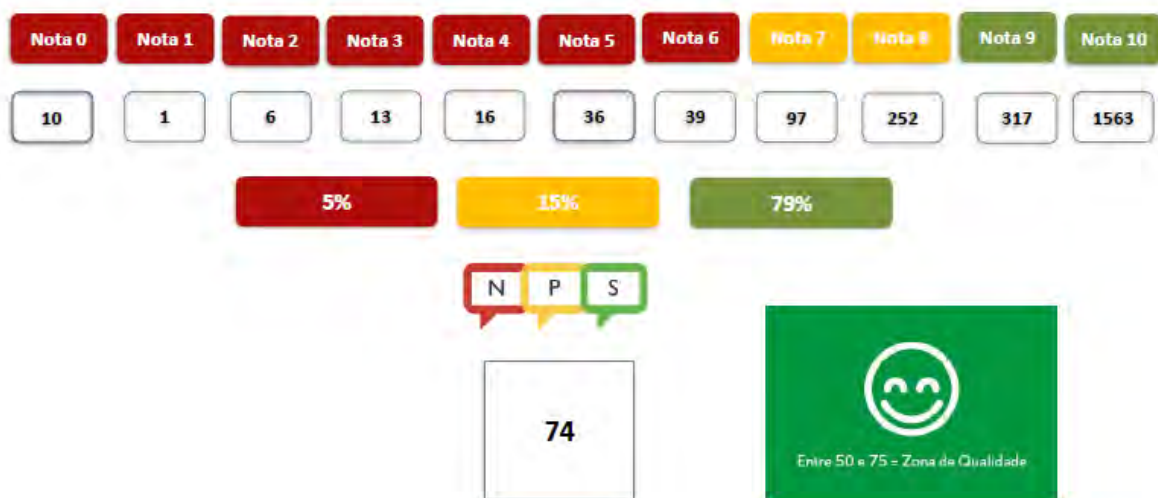 Nota 0 Nota 1 Nota 2 Nota 3 Nota 4 Nota 5 Nota 6 Nota 7 Nota 8 Nota 9 Nota 10
10 1 6 13 16 36 39 97 252 317 1563
5% 15% 79%
N P S
74
Entre 50 e 75 = Zona de Qualidade